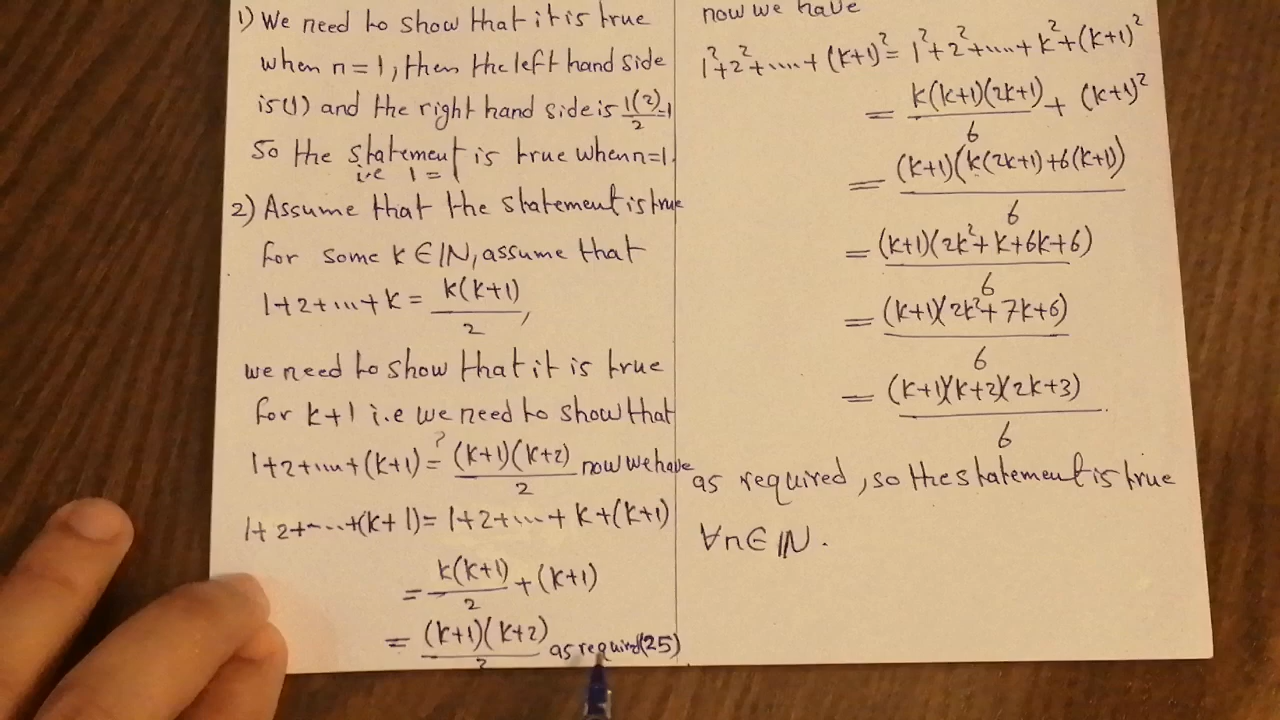 1) We need to show that it is true
when n=1, then the left hand side
is (1) and the right hand side is 1(2)/2=1
So the statement is true when n=1.
i.e 1=1
2) Assume that the statement is true
for some k∈ℕ, assume that
1+2+...+k = k(k+1)/2,
we need to show that it is true
for k+1 i.e we need to show that
1+2+...+(k+1) =? (k+1)(k+2)/2 now we have
1+2+...+(k+1) = 1+2+...+k+(k+1)
= k(k+1)/2 + (k+1)
= (k+1)(k+2)/2 as required (25)
now we have
1²+2²+....+(k+1)² = 1²+2²+....+k²+(k+1)²
= k(k+1)(2k+1)/6 + (k+1)²
= (k+1)(k(2k+1)+6(k+1))/6
= (k+1)(2k²+k+6k+6)/6
= (k+1)(2k²+7k+6)/6
= (k+1)(k+2)(2k+3)/6
as required, so the statement is true
∀n∈ℕ.